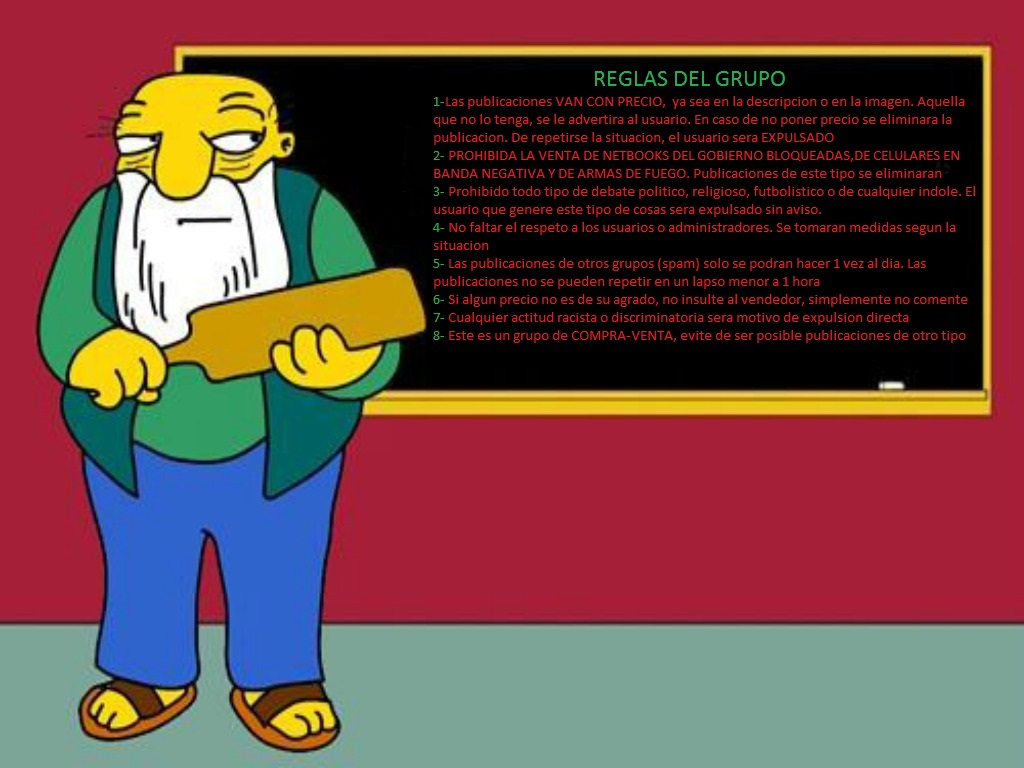 REGLAS DEL GRUPO
1-Las publicaciones VAN CON PRECIO, ya sea en la descripcion o en la imagen. Aquella
que no lo tenga, se le advertira al usuario. En caso de no poner precio se eliminara la
publicacion. De repetirse la situacion, el usuario sera EXPULSADO
2- PROHIBIDA LA VENTA DE NETBOOKS DEL GOBIERNO BLOQUEADAS,DE CELULARES EN
BANDA NEGATIVA Y DE ARMAS DE FUEGO. Publicaciones de este tipo se eliminaran
3- Prohibido todo tipo de debate politico, religioso, futbolistico o de cualquier indole. El
usuario que genere este tipo de cosas sera expulsado sin aviso.
4- No faltar el respeto a los usuarios o administradores. Se tomaran medidas segun la
situacion
5- Las publicaciones de otros grupos (spam) solo se podran hacer 1 vez al dia. Las
publicaciones no se pueden repetir en un lapso menor a 1 hora
6- Si algun precio no es de su agrado, no insulte al vendedor, simplemente no comente
7- Cualquier actitud racista o discriminatoria sera motivo de expulsion directa
8- Este es un grupo de COMPRA-VENTA, evite de ser posible publicaciones de otro tipo